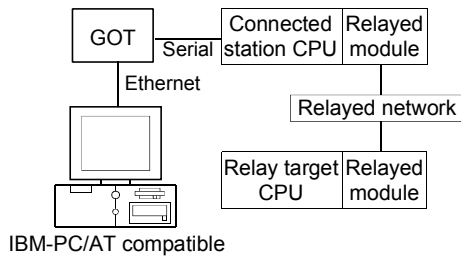 GOT
Serial
Connected
station CPU
Relayed
module
Ethernet
Relayed network
Relay target
CPU
Relayed
module
IBM-PC/AT compatible